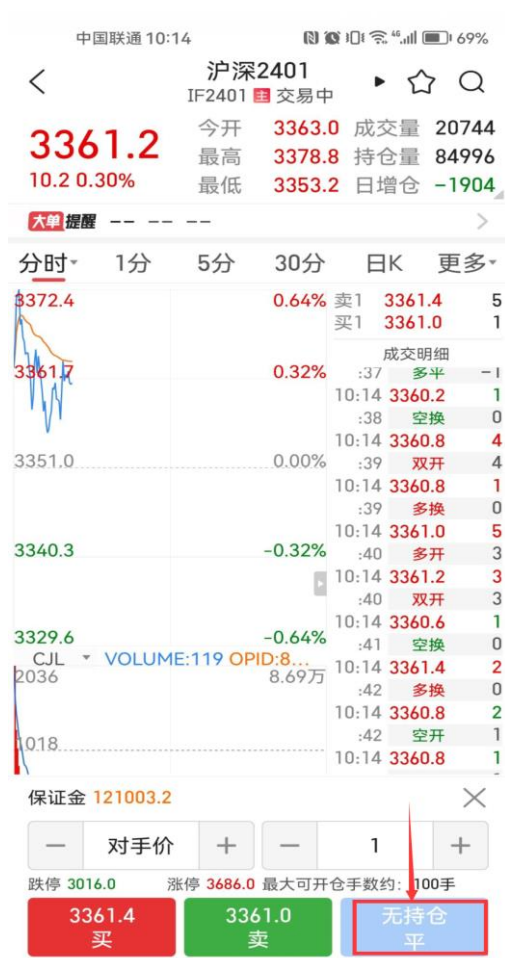 中国联通 10:14 46 69%
沪深2401
IF2401 主 交易中
3361.2
10.2 0.30%
今开 3363.0 成交量 20744
最高 3378.8 持仓量 84996
最低 3353.2 日增仓 -1904
大单提醒 -- -- --
分时 1分 5分 30分 日K 更多
3372.4 0.64%
3361.7 0.32%
3351.0 0.00%
3340.3 -0.32%
3329.6 -0.64%
CJL VOLUME:119 OPID:8...
2036 8.69万
1018
卖1 3361.4 5
买1 3361.0 1
成交明细
:37 多平 -1
10:14 3360.2 1
:38 空换 0
10:14 3360.8 4
:39 双开 4
10:14 3360.8 1
:39 多换 0
10:14 3361.0 5
:40 多开 3
10:14 3361.2 3
:40 双开 3
10:14 3360.6 1
:41 空换 0
10:14 3361.4 2
:42 多换 0
10:14 3360.8 2
:42 空开 1
10:14 3360.8 1
保证金 121003.2
— 对手价 + — 1 +
跌停 3016.0 涨停 3686.0 最大可开仓手数约: 100手
3361.4
买
3361.0
卖
无持仓
平